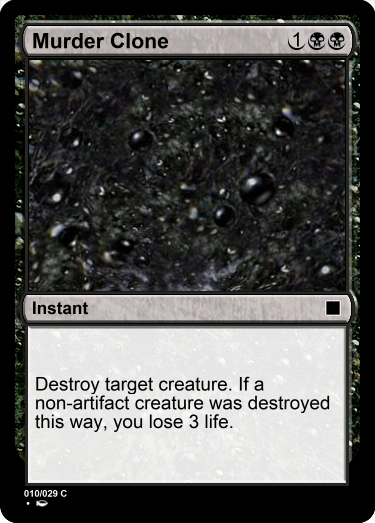 Murder Clone 1
Instant
Destroy target creature. If a
non-artifact creature was destroyed
this way, you lose 3 life.
010/029 C